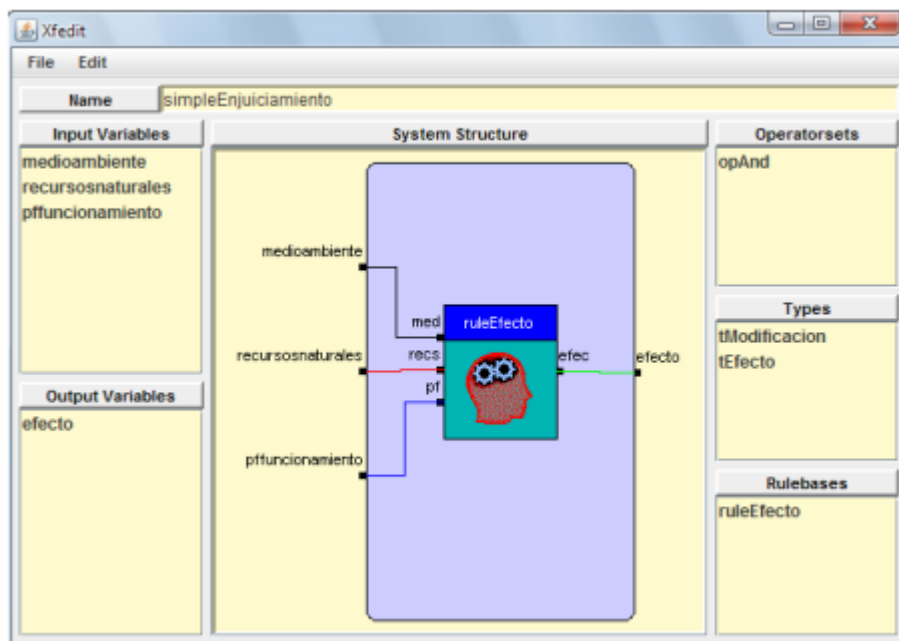 Xfedit
File Edit
Name simpleEnjuiciamiento
Input Variables
medioambiente
recursosnaturales
pffuncionamiento
Output Variables
efecto
System Structure
medioambiente
med ruleEfecto
recursosnaturales recs efec efecto
pf
pffuncionamiento
Operatorsets
opAnd
Types
tModificacion
tEfecto
Rulebases
ruleEfecto